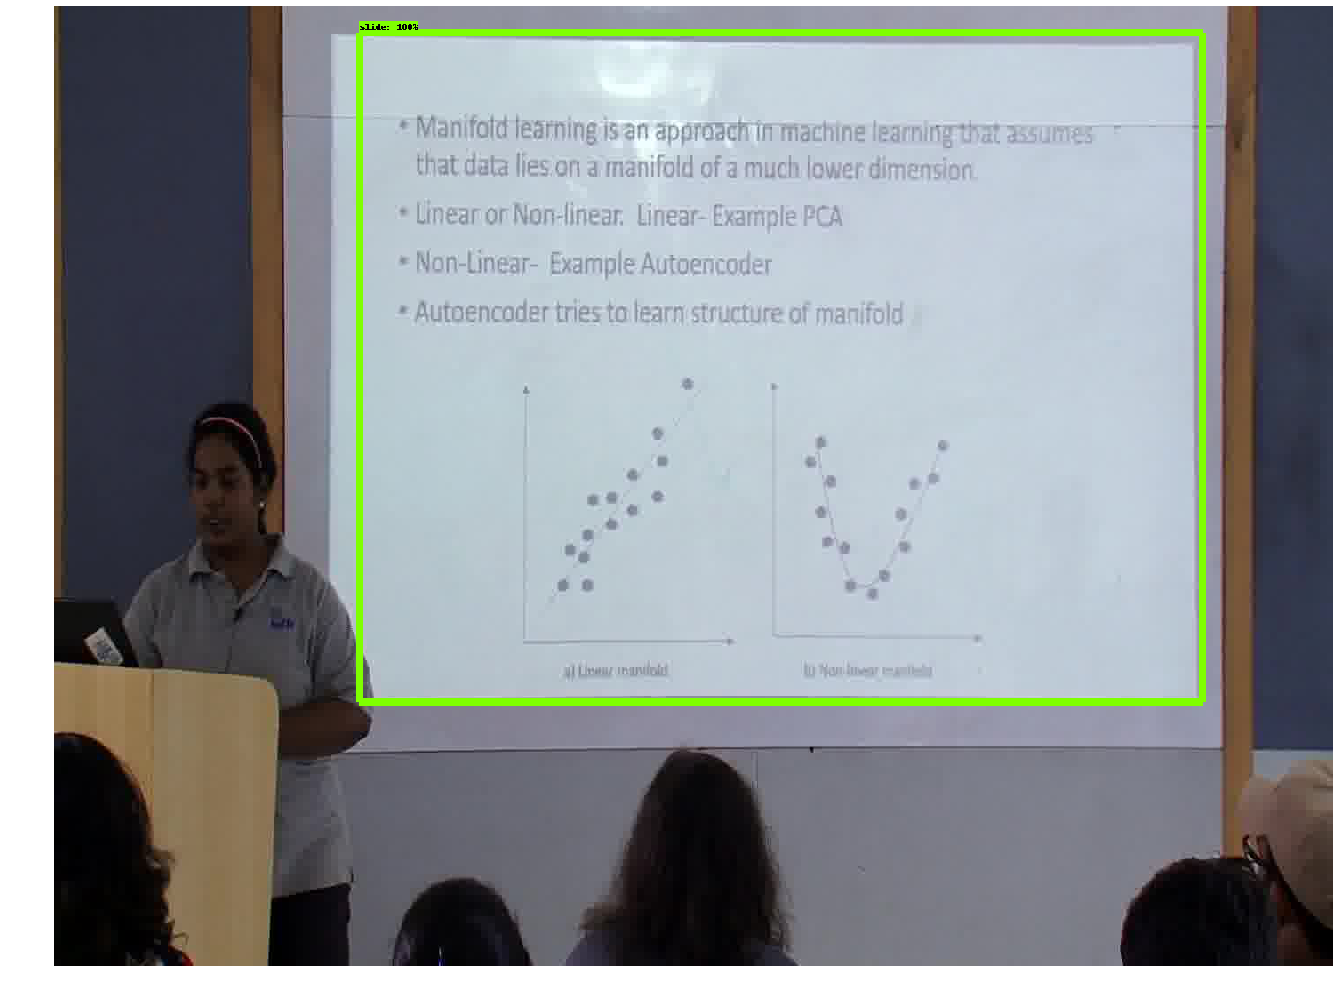 slide: 100%
• Manifold learning is an approach in machine learning that assumes
that data lies on a manifold of a much lower dimension.
• Linear or Non-linear. Linear- Example PCA
• Non-Linear- Example Autoencoder
• Autoencoder tries to learn structure of manifold
a) Linear manifold
b) Non-linear manifold